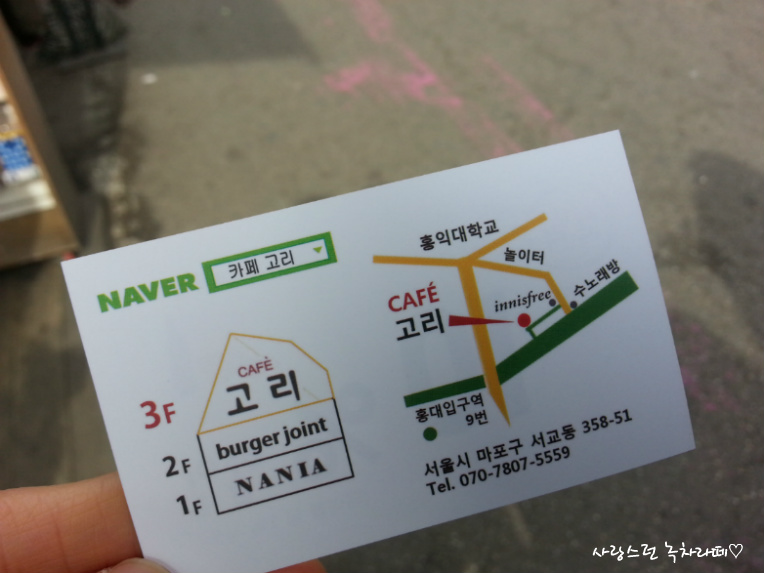 NAVER 카페 고리
3F CAFÉ 고리
2F burger joint
1F NANIA
홍익대학교
놀이터
수노래방
innisfree
CAFÉ
고리
홍대입구역
9번
서울시 마포구 서교동 358-51
Tel. 070-7807-5559
사랑스런 녹차라떼♡